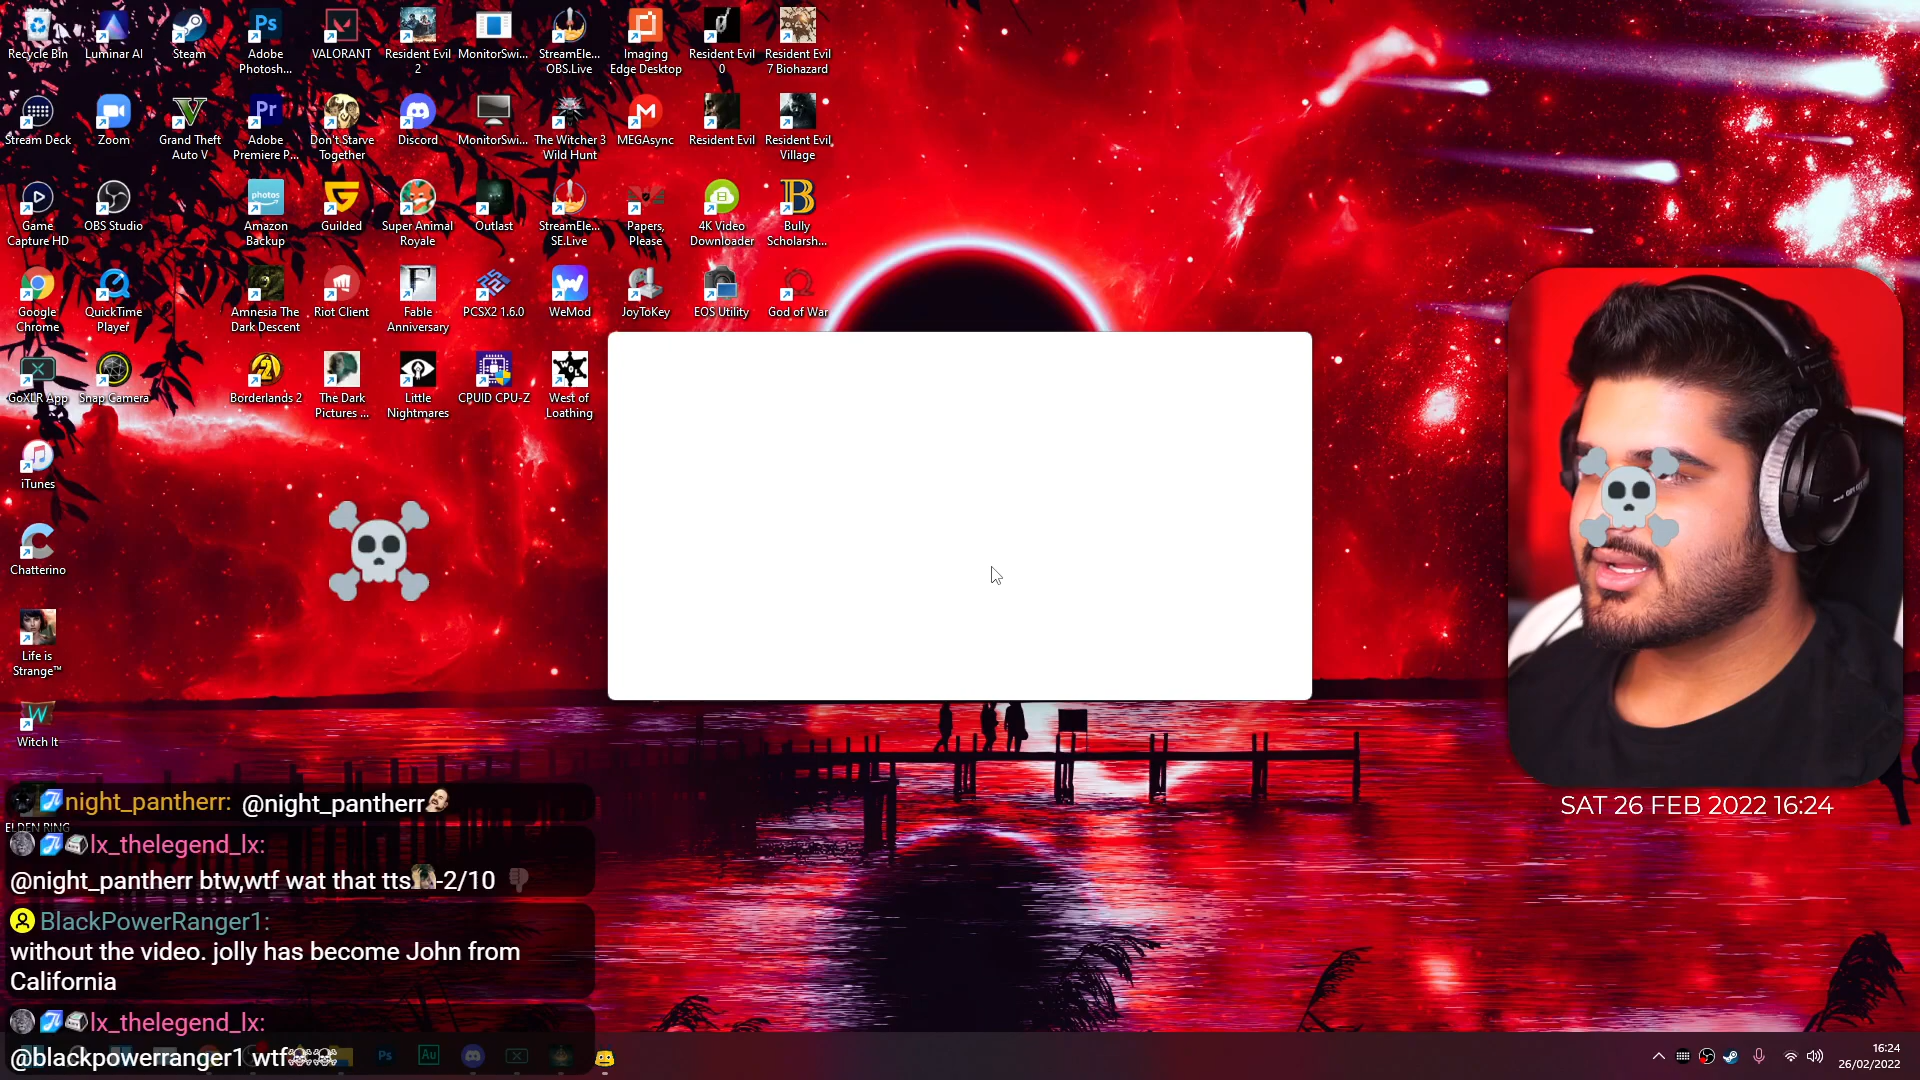 Recycle Bin
Luminar AI
Steam
Adobe
Photosh...
VALORANT
Resident Evil
2
MonitorSwi...
StreamEle...
OBS.Live
Imaging
Edge Desktop
Resident Evil
0
Resident Evil
7 Biohazard
Stream Deck
Zoom
Grand Theft
Auto V
Adobe
Premiere P...
Don't Starve
Together
Discord
MonitorSwi...
The Witcher 3
Wild Hunt
MEGAsync
Resident Evil
Resident Evil
Village
Game
Capture HD
OBS Studio
photos
Amazon
Backup
Guilded
Super Animal
Royale
Outlast
StreamEle...
SE.Live
Papers,
Please
4K Video
Downloader
Bully
Scholarsh...
Google
Chrome
QuickTime
Player
Amnesia The
Dark Descent
Riot Client
Fable
Anniversary
PCSX2 1.6.0
WeMod
JoyToKey
EOS Utility
God of War
GoXLR App
Snap Camera
Borderlands 2
The Dark
Pictures ...
Little
Nightmares
CPUID CPU-Z
West of
Loathing
iTunes
Chatterino
Life is
Strange™
Witch It
ELDEN RING
night_pantherr: @night_pantherr
lx_thelegend_lx:
@night_pantherr btw,wtf wat that tts -2/10
BlackPowerRanger1:
without the video. jolly has become John from
California
lx_thelegend_lx:
@blackpowerranger1 wtf
SAT 26 FEB 2022 16:24
Ps
Au
16:24
26/02/2022